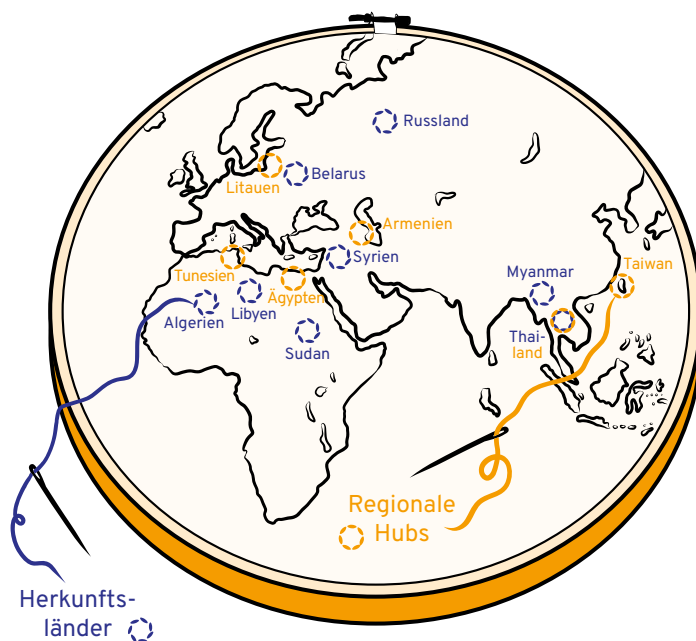 Russland
Litauen
Belarus
Armenien
Tunesien
Syrien
Ägypten
Myanmar
Taiwan
Algerien
Libyen
Sudan
Thai-
land
Regionale
Hubs
Herkunfts-
länder